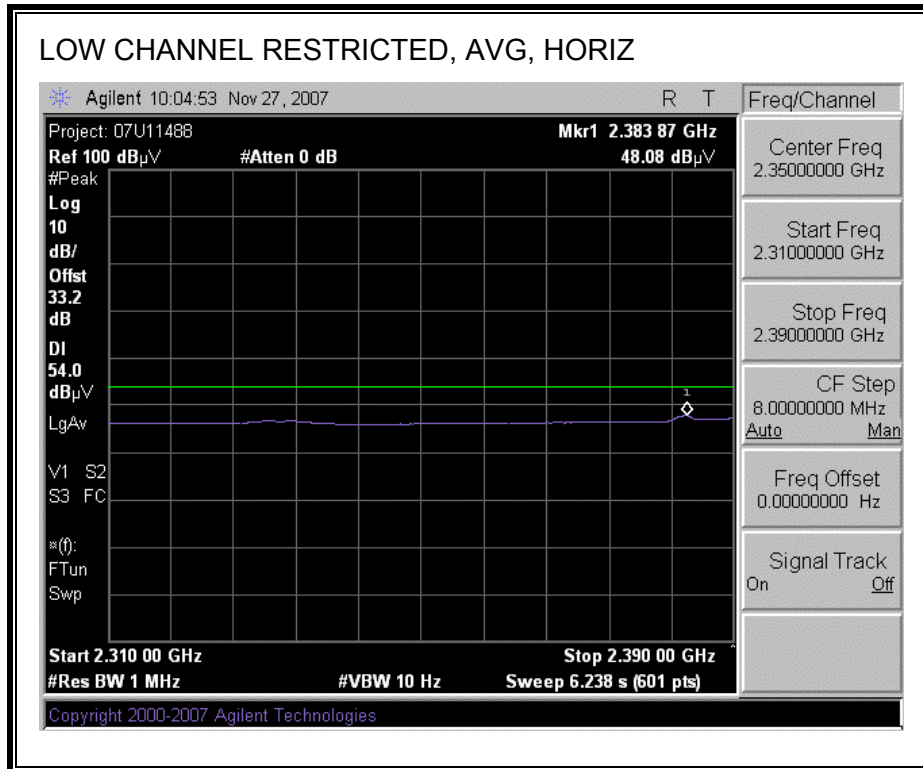 LOW CHANNEL RESTRICTED, AVG, HORIZ
Agilent 10:04:53 Nov 27, 2007 R T
Project: 07U11488 Mkr1 2.383 87 GHz
Ref 100 dBµV #Atten 0 dB 48.08 dBµV
#Peak
Log
10
dB/
Offst
33.2
dB
DI
54.0
dBµV
LgAv
1
V1 S2
S3 FC
¤(f):
FTun
Swp
Start 2.310 00 GHz Stop 2.390 00 GHz ^
#Res BW 1 MHz #VBW 10 Hz Sweep 6.238 s (601 pts)
Copyright 2000-2007 Agilent Technologies
Freq/Channel
Center Freq
2.35000000 GHz
Start Freq
2.31000000 GHz
Stop Freq
2.39000000 GHz
CF Step
8.00000000 MHz
Auto Man
Freq Offset
0.00000000 Hz
Signal Track
On Off